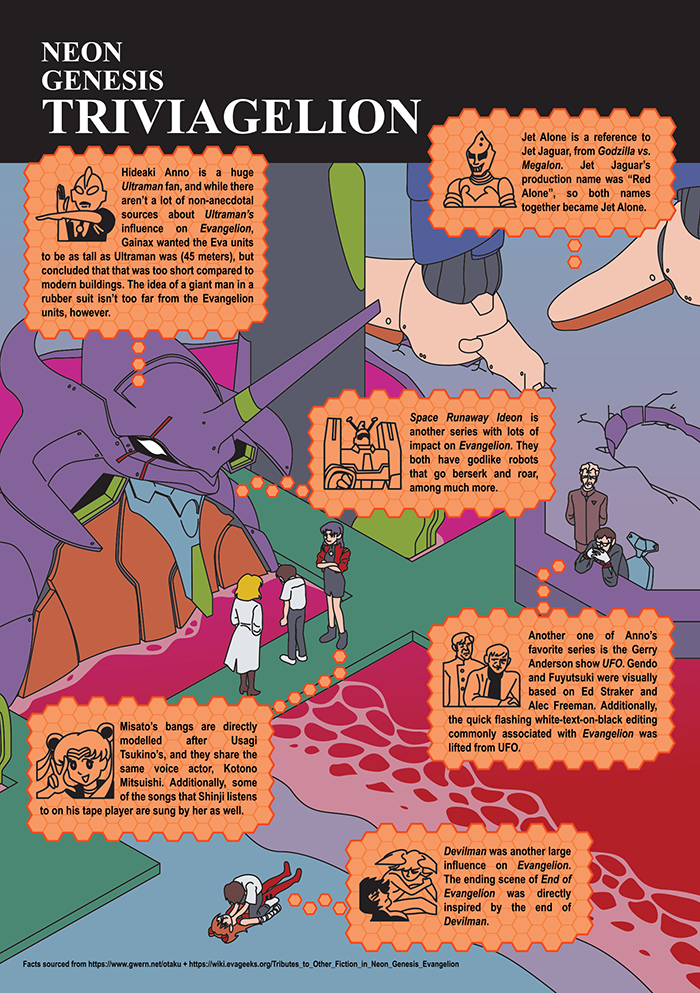 NEON
GENESIS
TRIVIAGELION
Jet Alone is a reference to
Jet Jaguar, from Godzilla vs.
Megalon. Jet Jaguar's
production name was “Red
Alone”, so both names
together became Jet Alone.
Hideaki Anno is a huge
Ultraman fan, and while there
aren't a lot of non-anecdotal
sources about Ultraman's
influence on Evangelion,
Gainax wanted the Eva units
to be as tall as Ultraman was (45 meters), but
concluded that that was too short compared to
modern buildings. The idea of a giant man in a
rubber suit isn't too far from the Evangelion
units, however.
Space Runaway Ideon is
another series with lots of
impact on Evangelion. They
both have godlike robots
that go berserk and roar,
among much more.
Another one of Anno's
favorite series is the Gerry
Anderson show UFO. Gendo
and Fuyutsuki were visually
based on Ed Straker and
Alec Freeman. Additionally,
the quick flashing white-text-on-black editing
commonly associated with Evangelion was
lifted from UFO.
Misato's bangs are directly
modelled after Usagi
Tsukino's, and they share the
same voice actor, Kotono
Mitsuishi. Additionally, some
of the songs that Shinji listens
to on his tape player are sung by her as well.
Devilman was another large
influence on Evangelion.
The ending scene of End of
Evangelion was directly
inspired by the end of
Devilman.
Facts sourced from https://www.gwern.net/otaku + https://wiki.evageeks.org/Tributes_to_Other_Fiction_in_Neon_Genesis_Evangelion